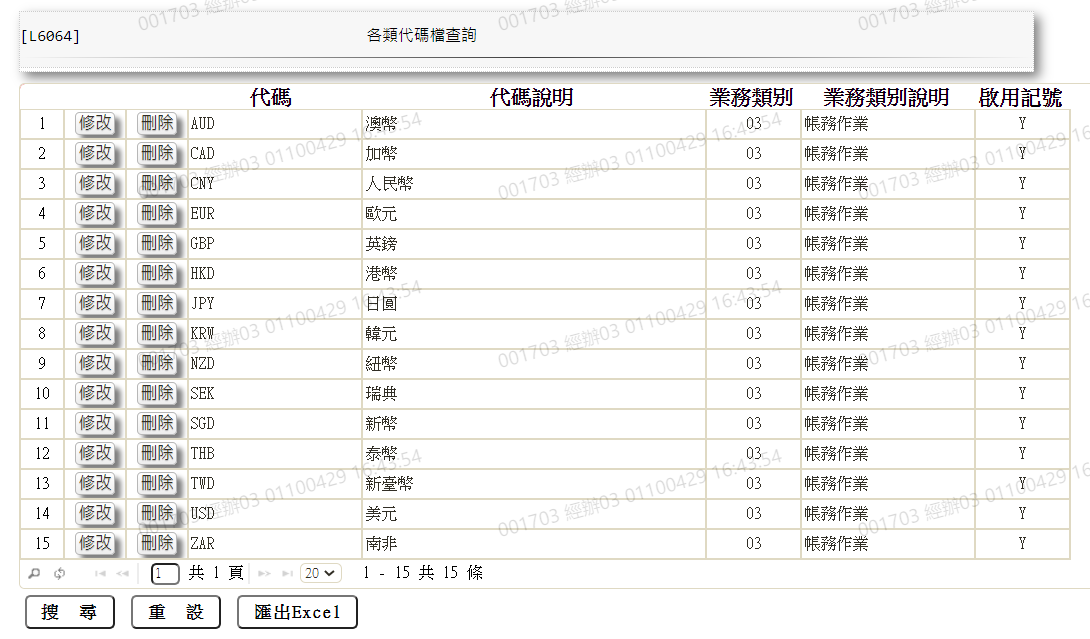 001703 經辦03
[L6064] 各類代碼檔查詢
代碼 代碼說明 業務類別 業務類別說明 啟用記號
1 修改 刪除 AUD 澳幣 03 帳務作業 Y
2 修改 刪除 CAD 加幣 03 帳務作業 Y
3 修改 刪除 CNY 人民幣 03 帳務作業 Y
4 修改 刪除 EUR 歐元 03 帳務作業 Y
5 修改 刪除 GBP 英鎊 03 帳務作業 Y
6 修改 刪除 HKD 港幣 03 帳務作業 Y
7 修改 刪除 JPY 日圓 03 帳務作業 Y
8 修改 刪除 KRW 韓元 03 帳務作業 Y
9 修改 刪除 NZD 紐幣 03 帳務作業 Y
10 修改 刪除 SEK 瑞典 03 帳務作業 Y
11 修改 刪除 SGD 新幣 03 帳務作業 Y
12 修改 刪除 THB 泰幣 03 帳務作業 Y
13 修改 刪除 TWD 新臺幣 03 帳務作業 Y
14 修改 刪除 USD 美元 03 帳務作業 Y
15 修改 刪除 ZAR 南非 03 帳務作業 Y
001703 經辦03 01100429 16:43:54
1 共 1 頁 20 1 - 15 共 15 條
搜 尋 重 設 匯出Excel